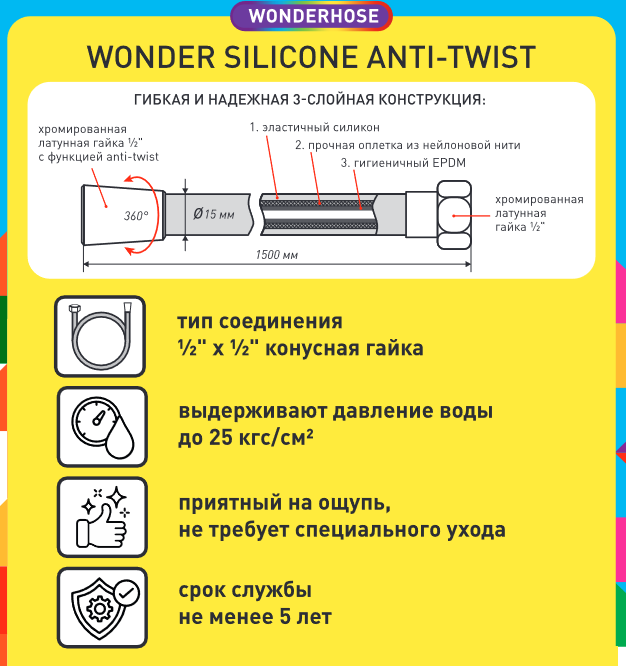 WONDERHOSE
WONDER SILICONE ANTI-TWIST
ГИБКАЯ И НАДЕЖНАЯ 3-СЛОЙНАЯ КОНСТРУКЦИЯ:
хромированная
латунная гайка ½"
с функцией anti-twist
1. эластичный силикон
2. прочная оплетка из нейлоновой нити
3. гигиеничный EPDM
360°
Ø 15 мм
хромированная
латунная
гайка ½"
1500 мм
тип соединения
½" x ½" конусная гайка
выдерживают давление воды
до 25 кгс/см²
приятный на ощупь,
не требует специального ухода
срок службы
не менее 5 лет